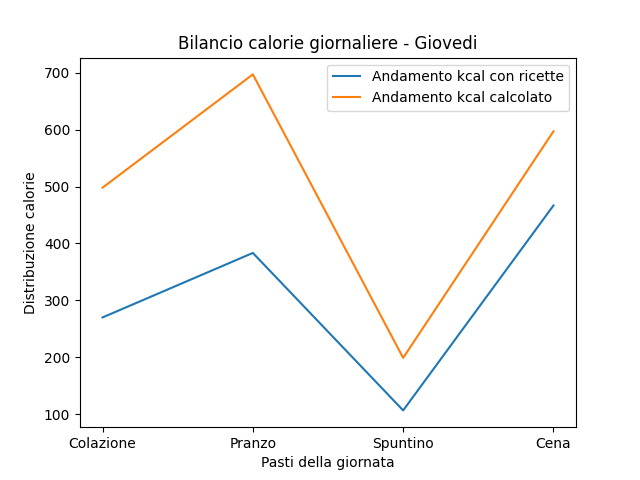 Bilancio calorie giornaliere - Giovedi
Andamento kcal con ricette
Andamento kcal calcolato
Distribuzione calorie
700
600
500
400
300
200
100
Colazione Pranzo Spuntino Cena
Pasti della giornata